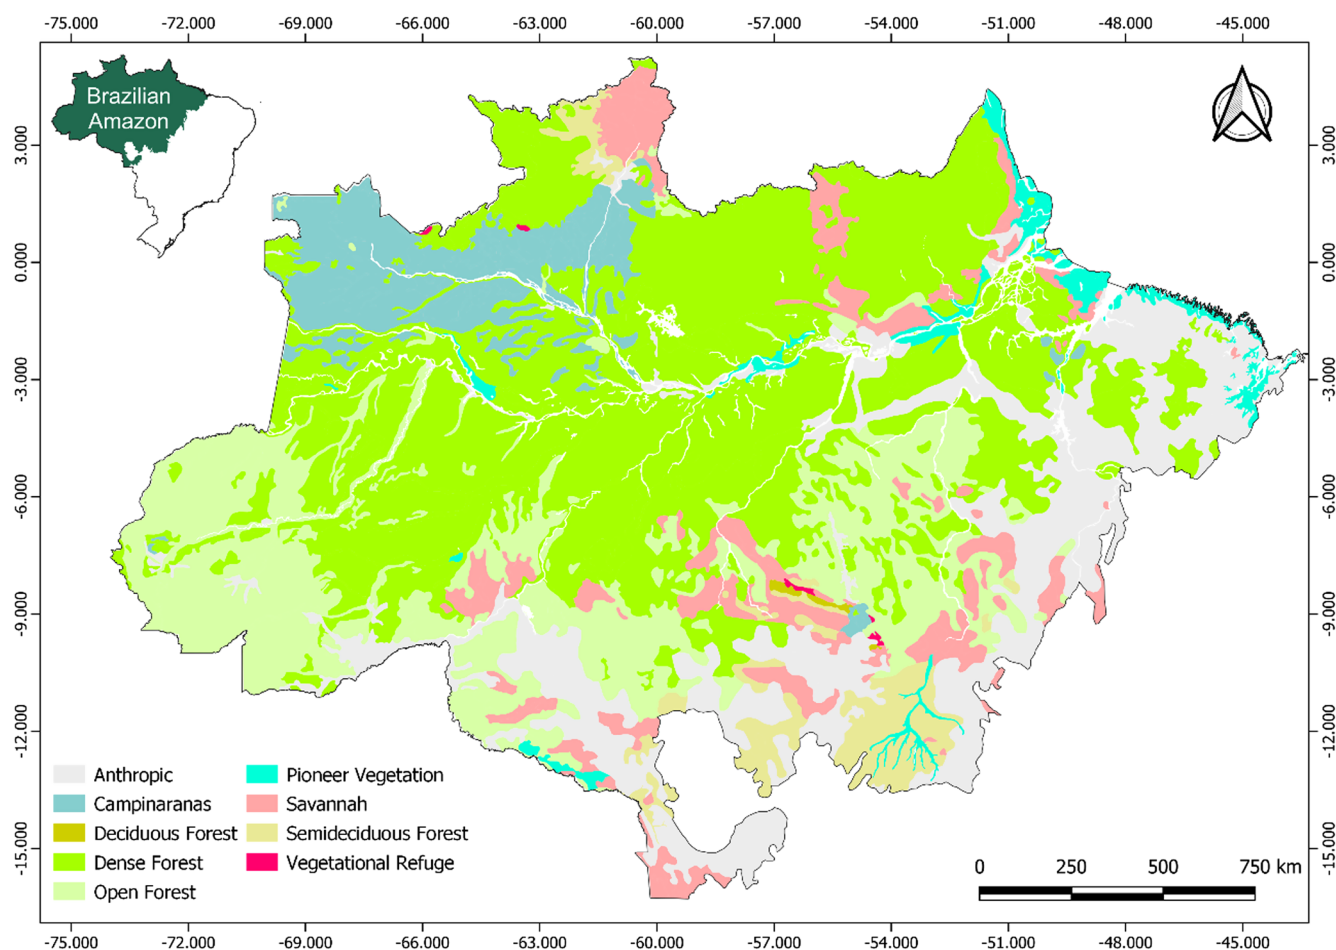 -75.000 -72.000 -69.000 -66.000 -63.000 -60.000 -57.000 -54.000 -51.000 -48.000 -45.000
Brazilian
Amazon
3.000 3.000
0.000 0.000
-3.000 -3.000
-6.000 -6.000
-9.000 -9.000
-12.000 -12.000
-15.000 -15.000
Anthropic
Campinaranas
Deciduous Forest
Dense Forest
Open Forest
Pioneer Vegetation
Savannah
Semideciduous Forest
Vegetational Refuge
0 250 500 750 km
-75.000 -72.000 -69.000 -66.000 -63.000 -60.000 -57.000 -54.000 -51.000 -48.000 -45.000